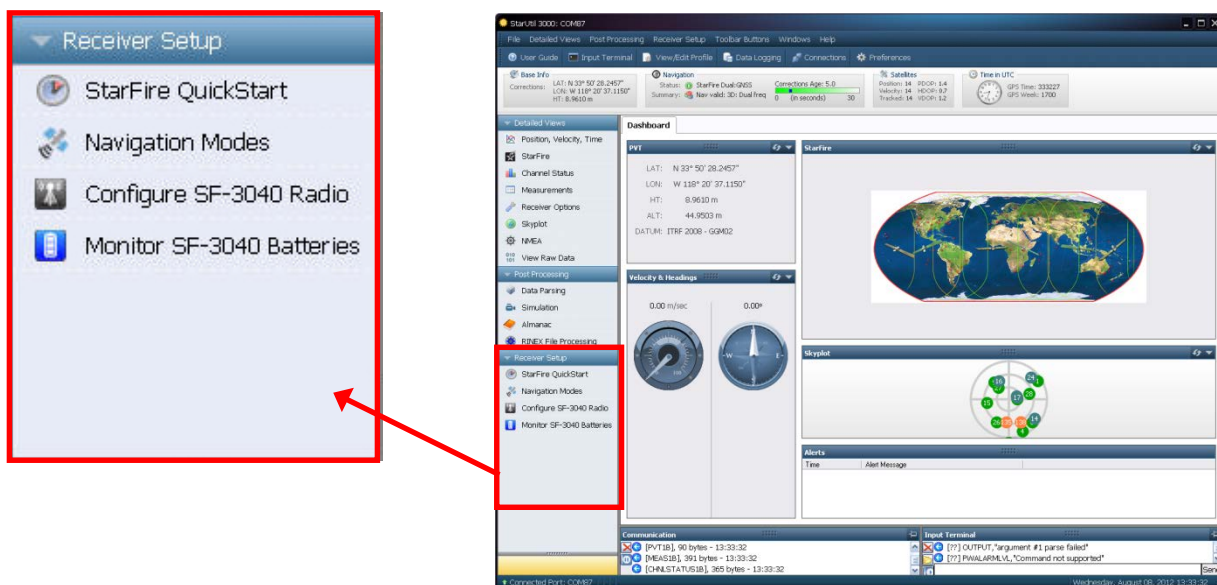 Receiver Setup
StarFire QuickStart
Navigation Modes
Configure SF-3040 Radio
Monitor SF-3040 Batteries
StarUtil 3000: COM87
File Detailed Views Post Processing Receiver Setup Toolbar Buttons Windows Help
User Guide Input Terminal View/Edit Profile Data Logging Connections Preferences
Base Info
Corrections: LAT: N 33° 50' 28.2457"
LON: W 118° 20' 37.1150"
HT: 8.9610 m
Navigation
Status: StarFire Dual:GNSS
Summary: Nav valid: 3D: Dual freq
Corrections Age: 5.0
0 (in seconds) 30
Satellites
Position: 14 PDOP: 1.4
Velocity: 14 HDOP: 0.7
Tracked: 14 VDOP: 1.2
Time in UTC
GPS Time: 333227
GPS Week: 1700
Detailed Views
Position, Velocity, Time
StarFire
Channel Status
Measurements
Receiver Options
Skyplot
NMEA
View Raw Data
Post Processing
Data Parsing
Simulation
Almanac
RINEX File Processing
Receiver Setup
StarFire QuickStart
Navigation Modes
Configure SF-3040 Radio
Monitor SF-3040 Batteries
Dashboard
PVT
LAT: N 33° 50' 28.2457"
LON: W 118° 20' 37.1150"
HT: 8.9610 m
ALT: 44.9503 m
DATUM: ITRF 2008 - GGM02
StarFire
Velocity & Headings
0.00 m/sec 0.00°
W E
Skyplot
16 24 1
27 28
15 17
26 14
Alerts
Time Alert Message
Communication
[PVT1B], 90 bytes - 13:33:32
[MEAS1B], 391 bytes - 13:33:32
[CHNLSTATUS1B], 365 bytes - 13:33:32
Input Terminal
[??] OUTPUT,"argument #1 parse failed"
[??] PWALARMLVL,"Command not supported"
Connected Port: COM87
Wednesday, August 08, 2012 13:33:32